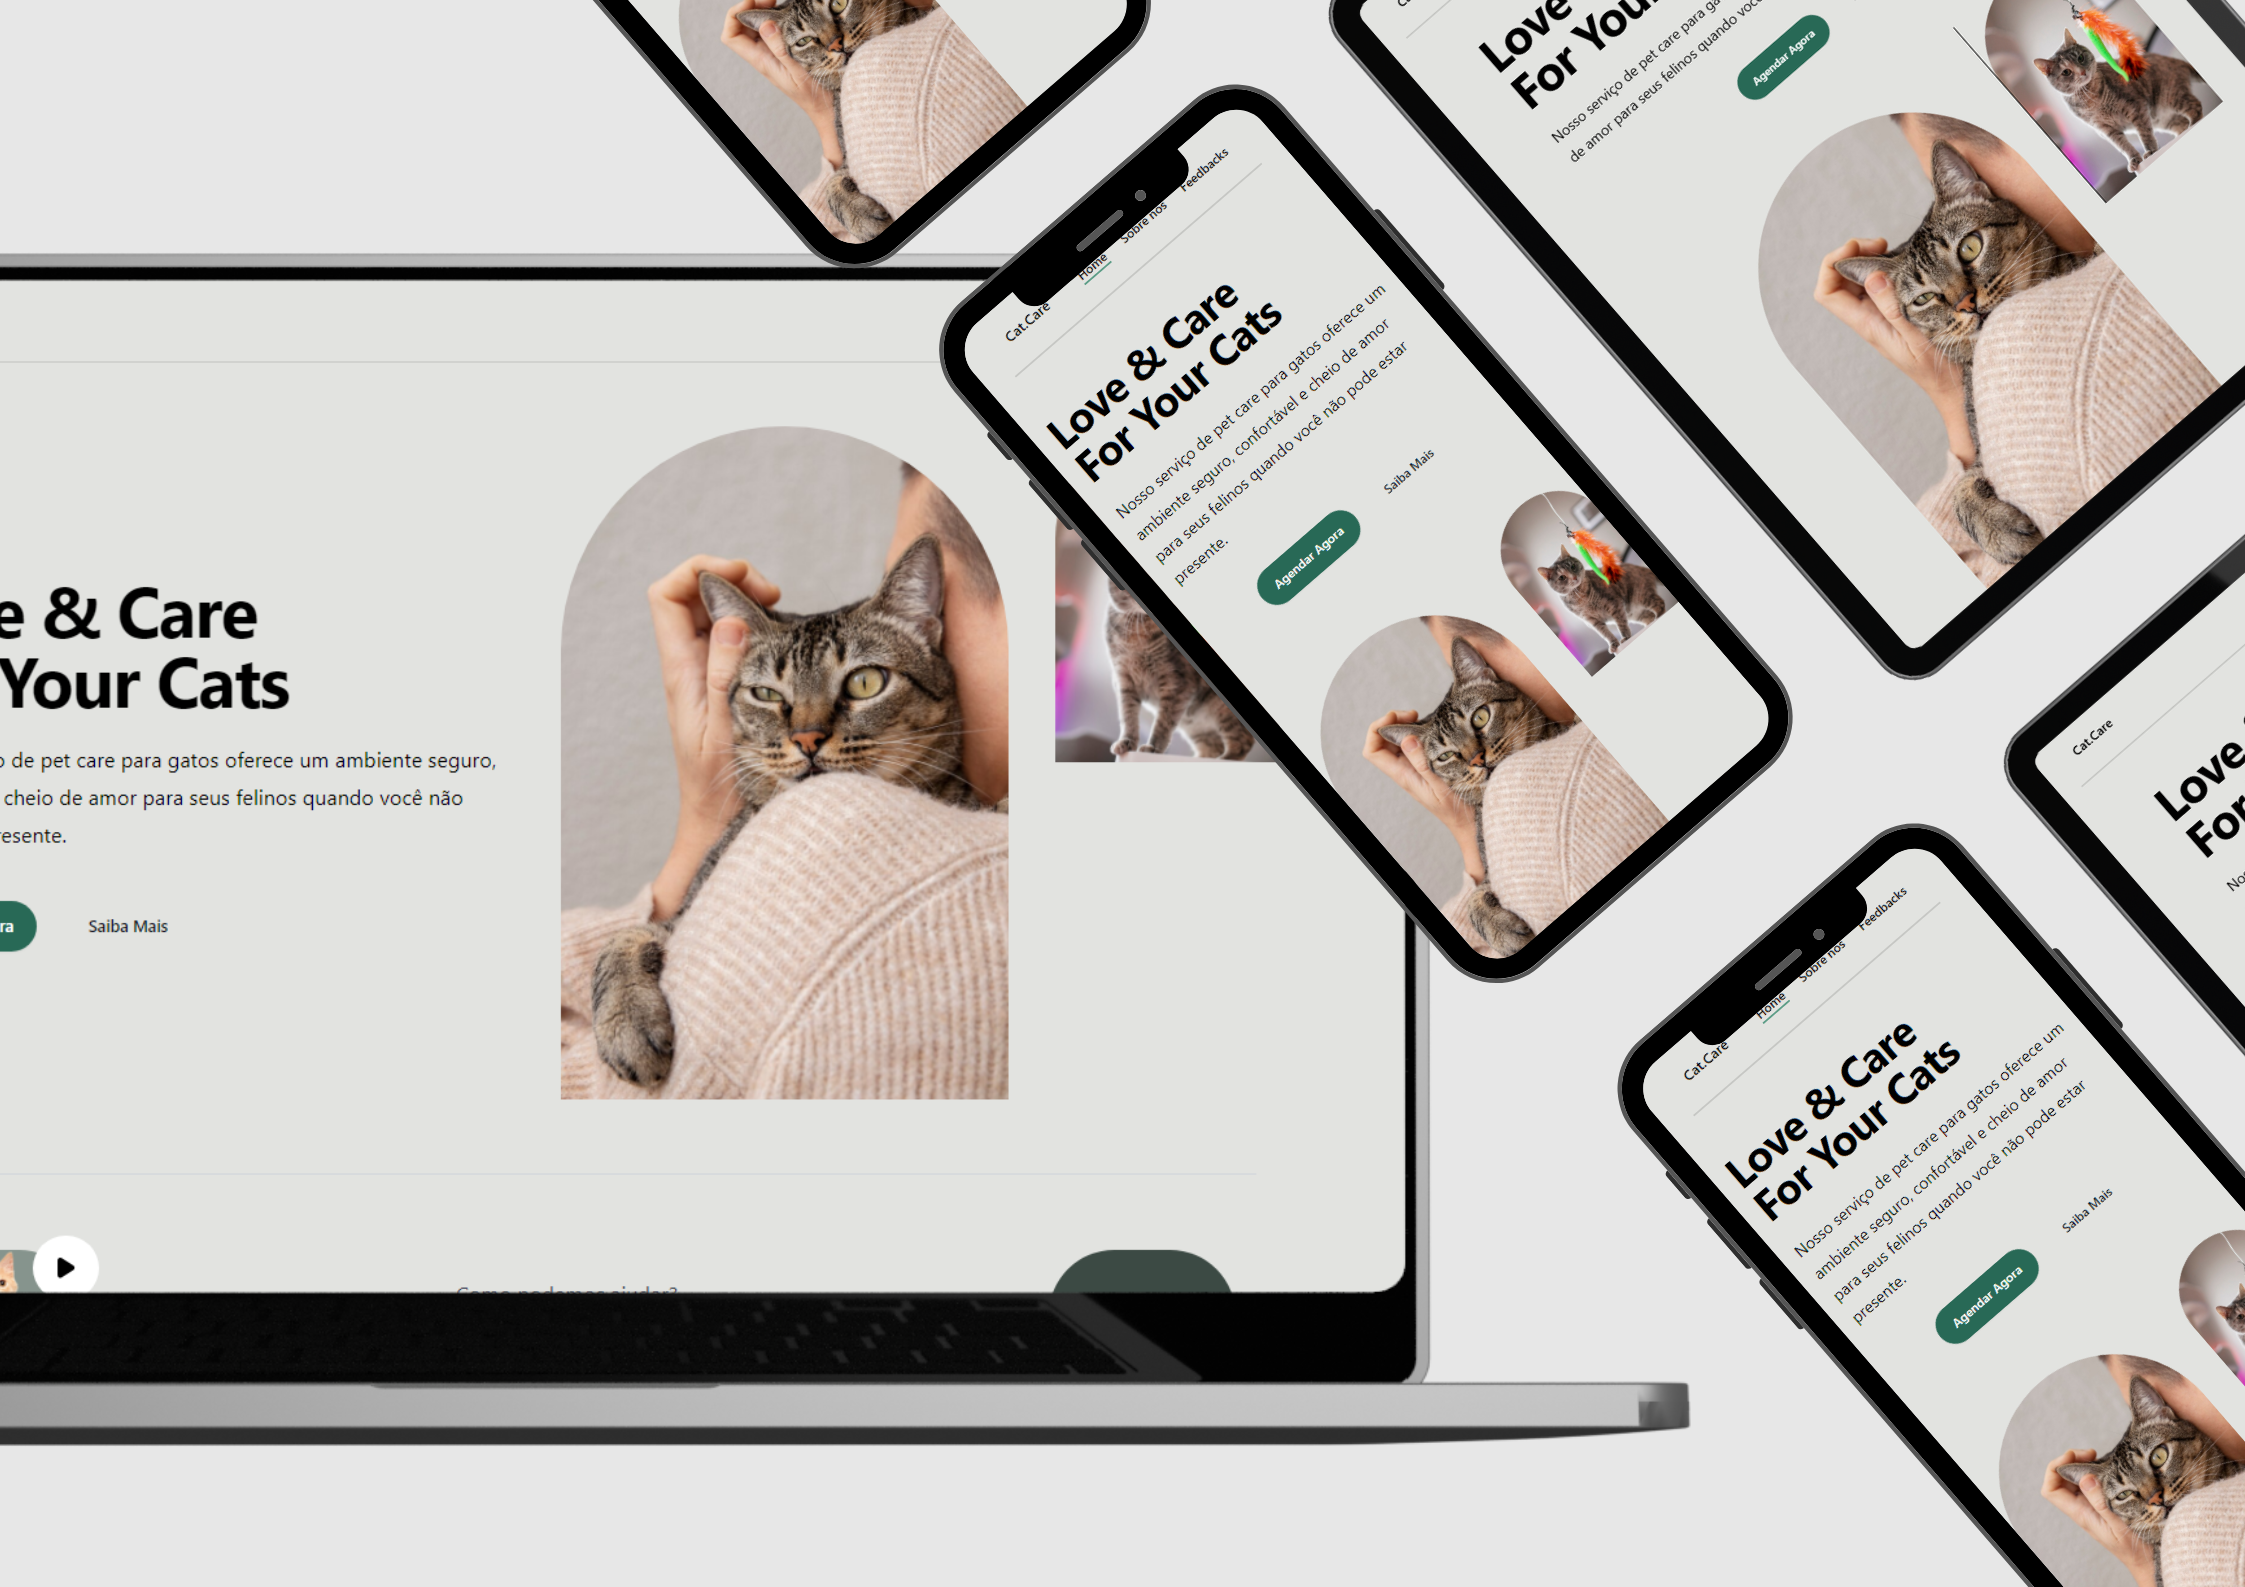 & Care
Your Cats
de pet care para gatos oferece um ambiente seguro,
cheio de amor para seus felinos quando você não
Saiba Mais
Cat.Care
Home
Sobre nós
Feedbacks
Love & Care
For Your Cats
Nosso serviço de pet care para gatos oferece um
ambiente seguro, confortável e cheio de amor
para seus felinos quando você não pode estar
presente.
Agendar Agora
Saiba Mais
Love
For You
Nosso serviço de pet care para
de amor para seus felinos quando
Agendar Agora
Cat.Care
Love
For
Cat.Care
Home
Sobre nós
Feedbacks
Love & Care
For Your Cats
Nosso serviço de pet care para gatos oferece um
ambiente seguro, confortável e cheio de amor
para seus felinos quando você não pode estar
presente.
Agendar Agora
Saiba Mais